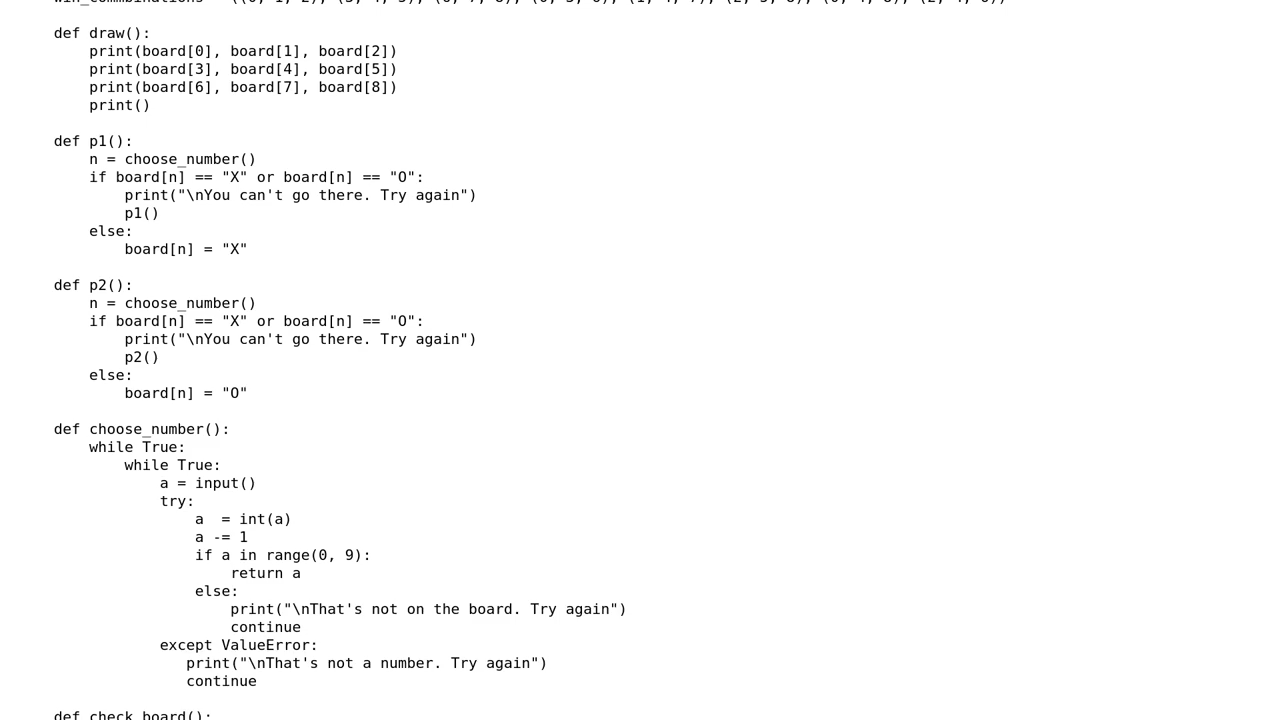 def draw():
    print(board[0], board[1], board[2])
    print(board[3], board[4], board[5])
    print(board[6], board[7], board[8])
    print()

def p1():
    n = choose_number()
    if board[n] == "X" or board[n] == "O":
        print("\nYou can't go there. Try again")
        p1()
    else:
        board[n] = "X"

def p2():
    n = choose_number()
    if board[n] == "X" or board[n] == "O":
        print("\nYou can't go there. Try again")
        p2()
    else:
        board[n] = "O"

def choose_number():
    while True:
        while True:
            a = input()
            try:
                a  = int(a)
                a -= 1
                if a in range(0, 9):
                    return a
                else:
                    print("\nThat's not on the board. Try again")
                    continue
            except ValueError:
               print("\nThat's not a number. Try again")
               continue

def check_board():